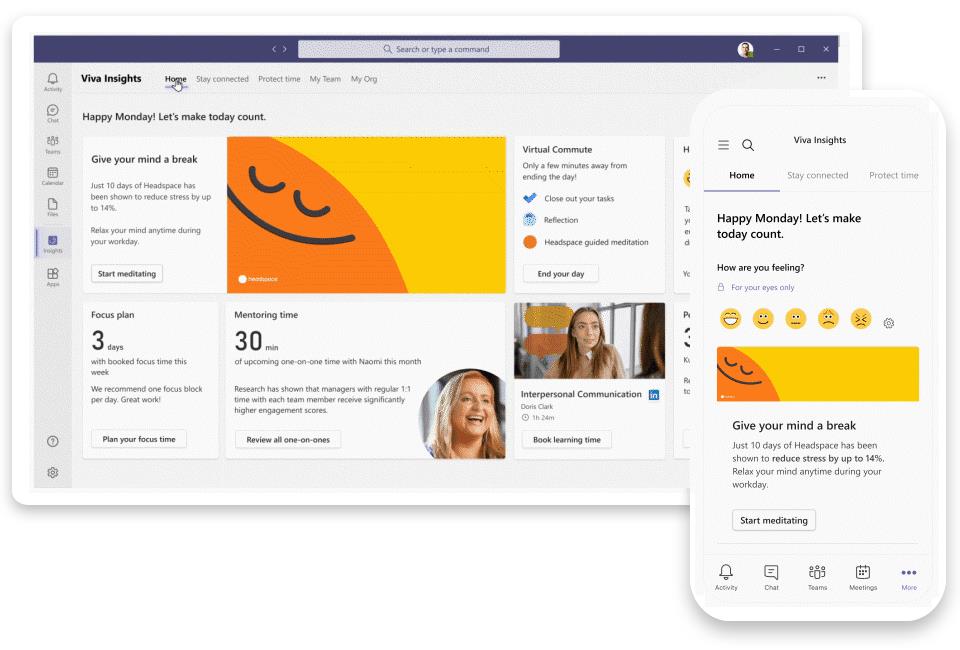 Search or type a command
Viva Insights
Home
Stay connected
Protect time
My Team
My Org
Activity
Chat
Teams
Calendar
Files
Insights
Apps
Happy Monday! Let's make today count.
Give your mind a break
Just 10 days of Headspace has
been shown to reduce stress by up
to 14%.
Relax your mind anytime during
your workday.
Start meditating
headspace
Virtual Commute
Only a few minutes away from
ending the day!
Close out your tasks
Reflection
Headspace guided meditation
End your day
Focus plan
3 days
with booked focus time this
week
We recommend one focus block
per day. Great work!
Plan your focus time
Mentoring time
30 min
of upcoming one-on-one time with Naomi this month
Research has shown that managers with regular 1:1
time with each team member receive significantly
higher engagement scores.
Review all one-on-ones
Interpersonal Communication
in
Doris Clark
1h 24m
Book learning time
Viva Insights
Home
Stay connected
Protect time
Happy Monday! Let's make
today count.
How are you feeling?
For your eyes only
Give your mind a break
Just 10 days of Headspace has been
shown to reduce stress by up to 14%.
Relax your mind anytime during your
workday.
Start meditating
Activity
Chat
Teams
Meetings
More